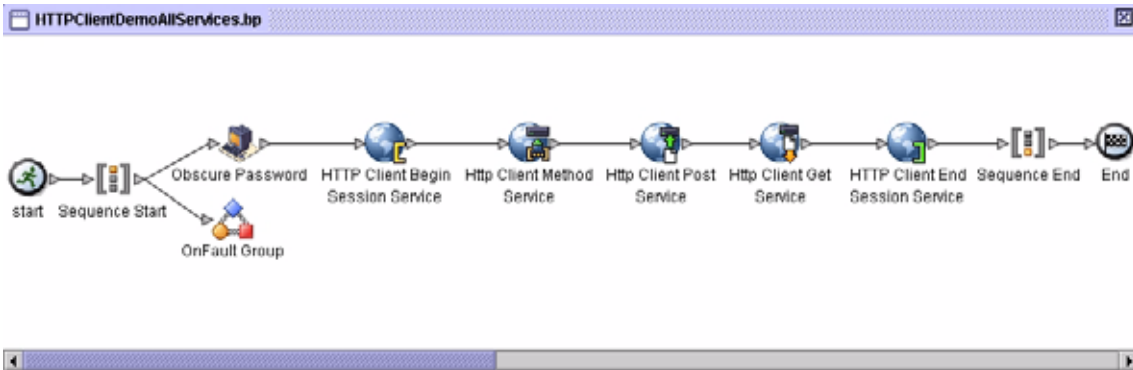 HTTPClientDemoAllServices.bp
start
Sequence Start
Obscure Password
OnFault Group
HTTP Client Begin
Session Service
Http Client Method
Service
Http Client Post
Service
Http Client Get
Service
HTTP Client End
Session Service
Sequence End
End